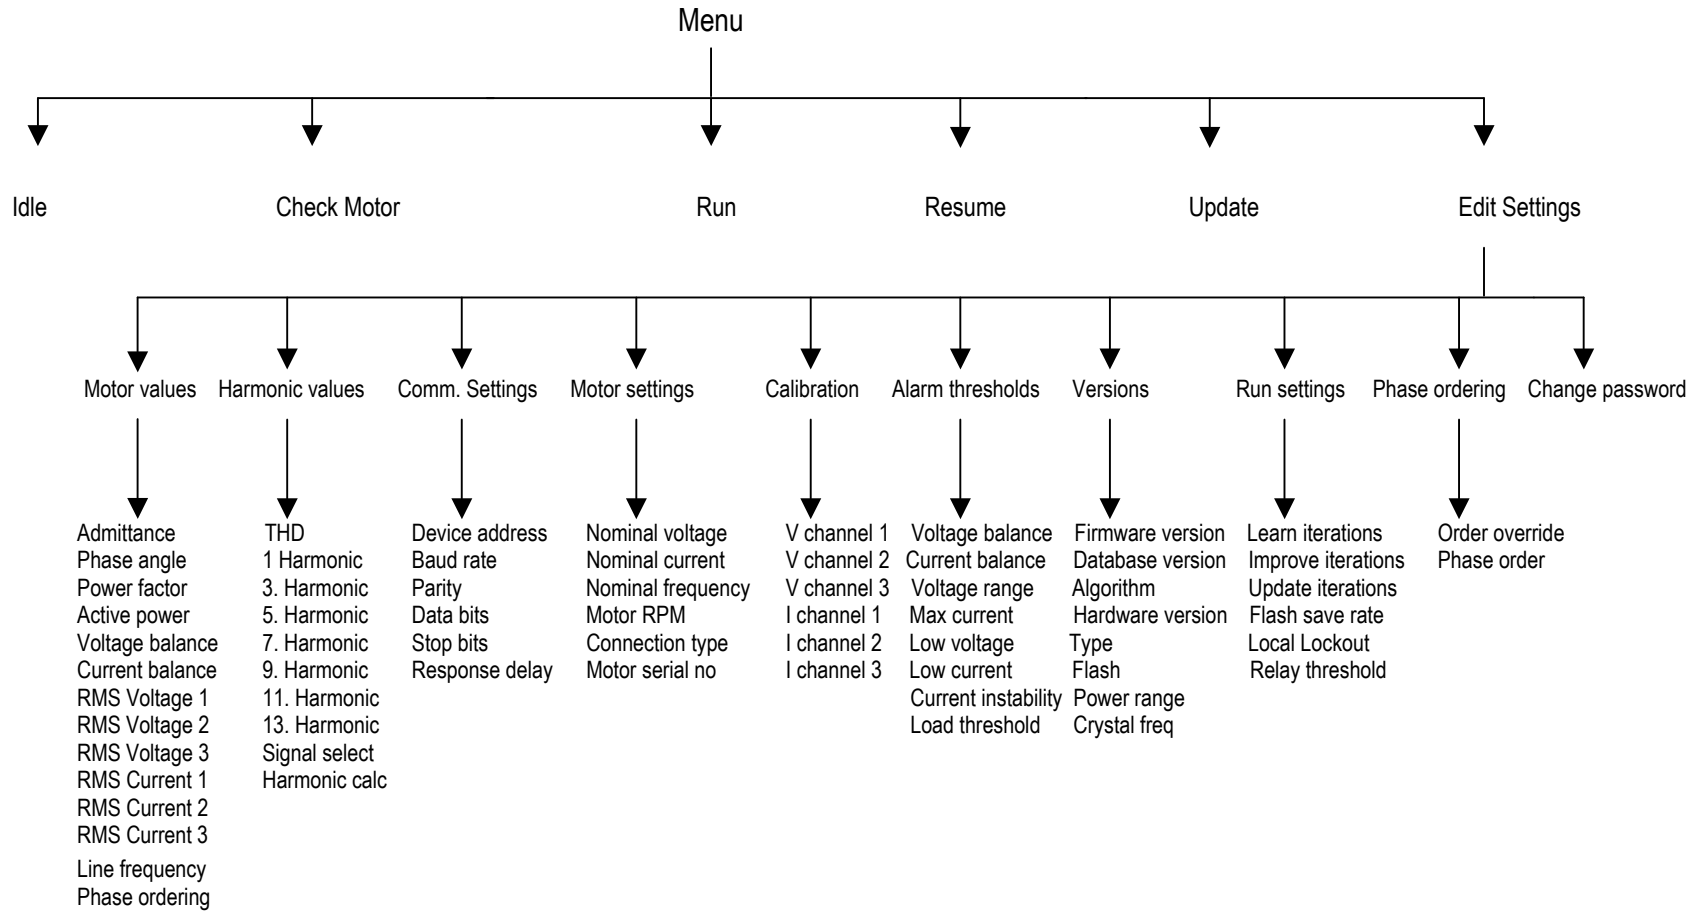 Menu
Idle
Check Motor
Run
Resume
Update
Edit Settings
Motor values
Harmonic values
Comm. Settings
Motor settings
Calibration
Alarm thresholds
Versions
Run settings
Phase ordering
Change password
Admittance
Phase angle
Power factor
Active power
Voltage balance
Current balance
RMS Voltage 1
RMS Voltage 2
RMS Voltage 3
RMS Current 1
RMS Current 2
RMS Current 3
Line frequency
Phase ordering
THD
1 Harmonic
3. Harmonic
5. Harmonic
7. Harmonic
9. Harmonic
11. Harmonic
13. Harmonic
Signal select
Harmonic calc
Device address
Baud rate
Parity
Data bits
Stop bits
Response delay
Nominal voltage
Nominal current
Nominal frequency
Motor RPM
Connection type
Motor serial no
V channel 1
V channel 2
V channel 3
I channel 1
I channel 2
I channel 3
Voltage balance
Current balance
Voltage range
Max current
Low voltage
Low current
Current instability
Load threshold
Firmware version
Database version
Algorithm
Hardware version
Type
Flash
Power range
Crystal freq
Learn iterations
Improve iterations
Update iterations
Flash save rate
Local Lockout
Relay threshold
Order override
Phase order